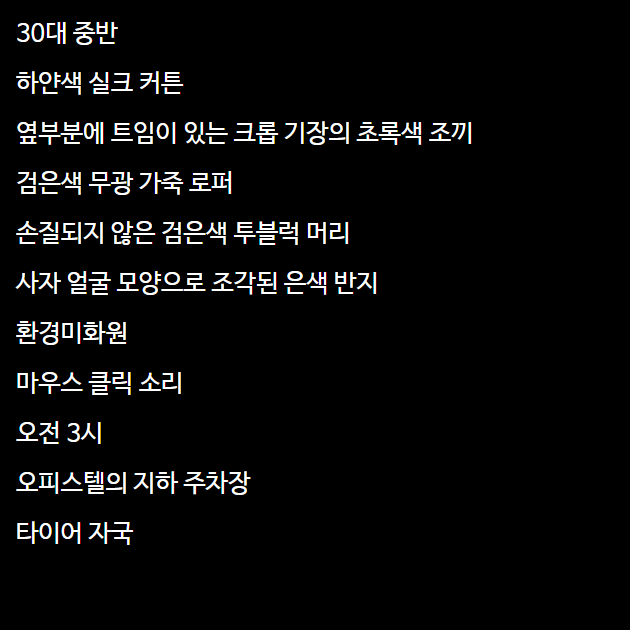 30대 중반
하얀색 실크 커튼
옆부분에 트임이 있는 크롭 기장의 초록색 조끼
검은색 무광 가죽 로퍼
손질되지 않은 검은색 투블럭 머리
사자 얼굴 모양으로 조각된 은색 반지
환경미화원
마우스 클릭 소리
오전 3시
오피스텔의 지하 주차장
타이어 자국